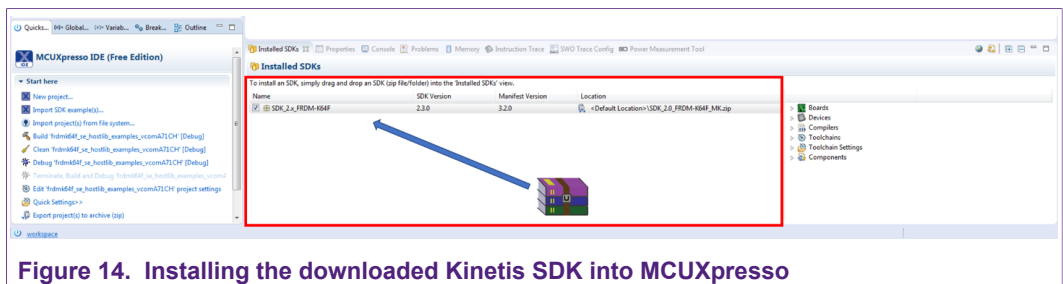 Quicks... (x)= Global... (x)= Variab... Break... Outline
MCUXpresso IDE (Free Edition)
IDE
Start here
New project...
Import SDK example(s)...
Import project(s) from file system...
Build 'frdmk64f_se_hostlib_examples_vcomA71CH' [Debug]
Clean 'frdmk64f_se_hostlib_examples_vcomA71CH' [Debug]
Debug 'frdmk64f_se_hostlib_examples_vcomA71CH' [Debug]
Terminate, Build and Debug 'frdmk64f_se_hostlib_examples_vcomA
Edit 'frdmk64f_se_hostlib_examples_vcomA71CH' project settings
Quick Settings>>
Export project(s) to archive (zip)
workspace
Installed SDKs Properties Console Problems Memory Instruction Trace SWO Trace Config Power Measurement Tool
Installed SDKs
To install an SDK, simply drag and drop an SDK (zip file/folder) into the 'Installed SDKs' view.
Name SDK Version Manifest Version Location
SDK_2.x_FRDM-K64F 2.3.0 3.2.0 <Default Location>\SDK_2.0_FRDM-K64F_MK.zip
Boards
Devices
Compilers
Toolchains
Toolchain Settings
Components
Figure 14. Installing the downloaded Kinetis SDK into MCUXpresso